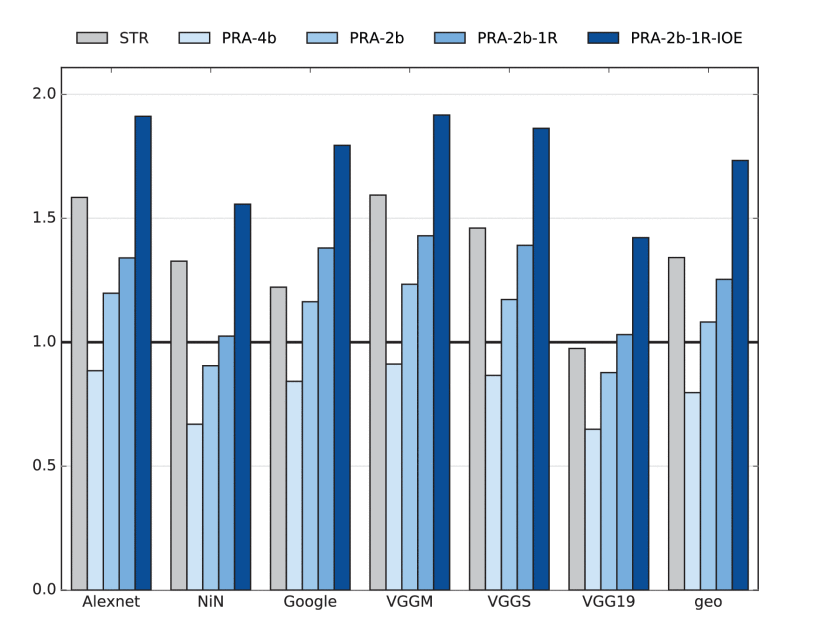 STR PRA-4b PRA-2b PRA-2b-1R PRA-2b-1R-IOE
2.0
1.5
1.0
0.5
0.0
Alexnet NiN Google VGGM VGGS VGG19 geo